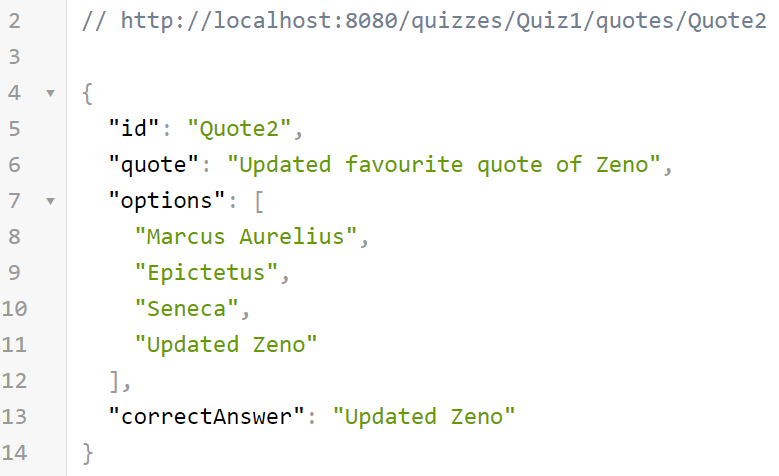 2 // http://localhost:8080/quizzes/Quiz1/quotes/Quote2
3
4 ▼ {
5 "id": "Quote2",
6 "quote": "Updated favourite quote of Zeno",
7 ▼ "options": [
8 "Marcus Aurelius",
9 "Epictetus",
10 "Seneca",
11 "Updated Zeno"
12 ],
13 "correctAnswer": "Updated Zeno"
14 }